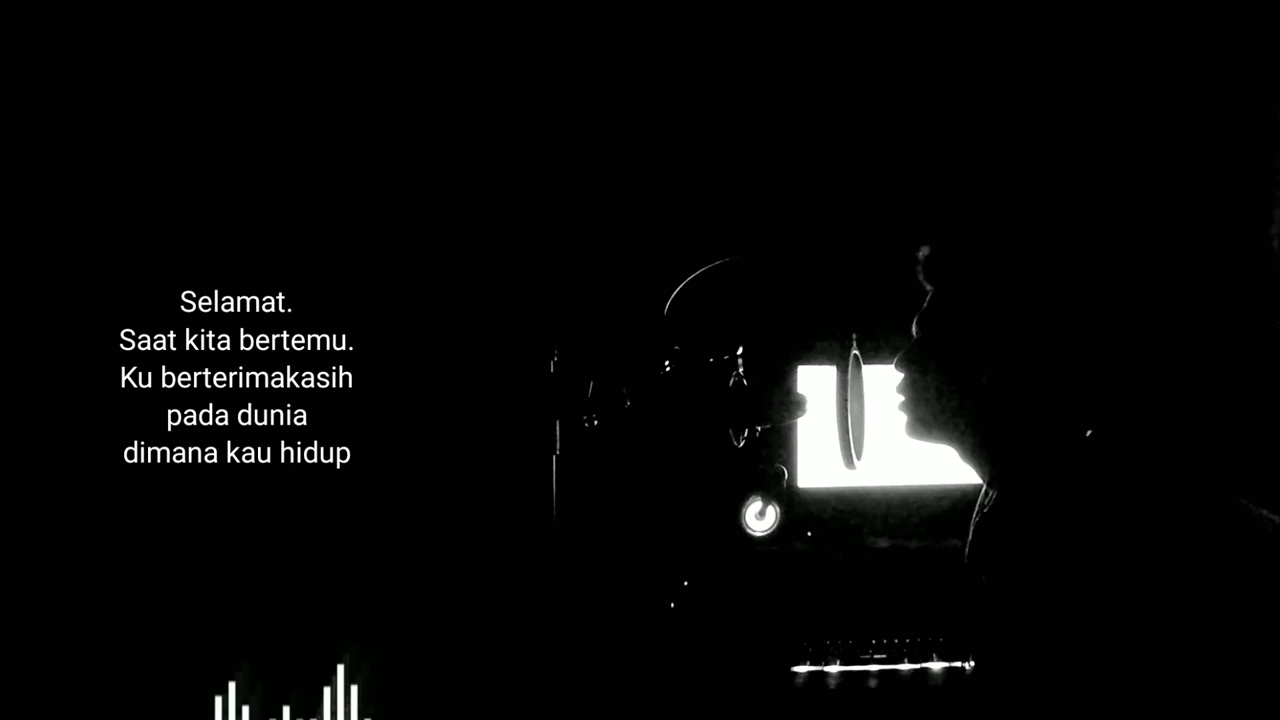 Selamat.
Saat kita bertemu.
Ku berterimakasih
pada dunia
dimana kau hidup